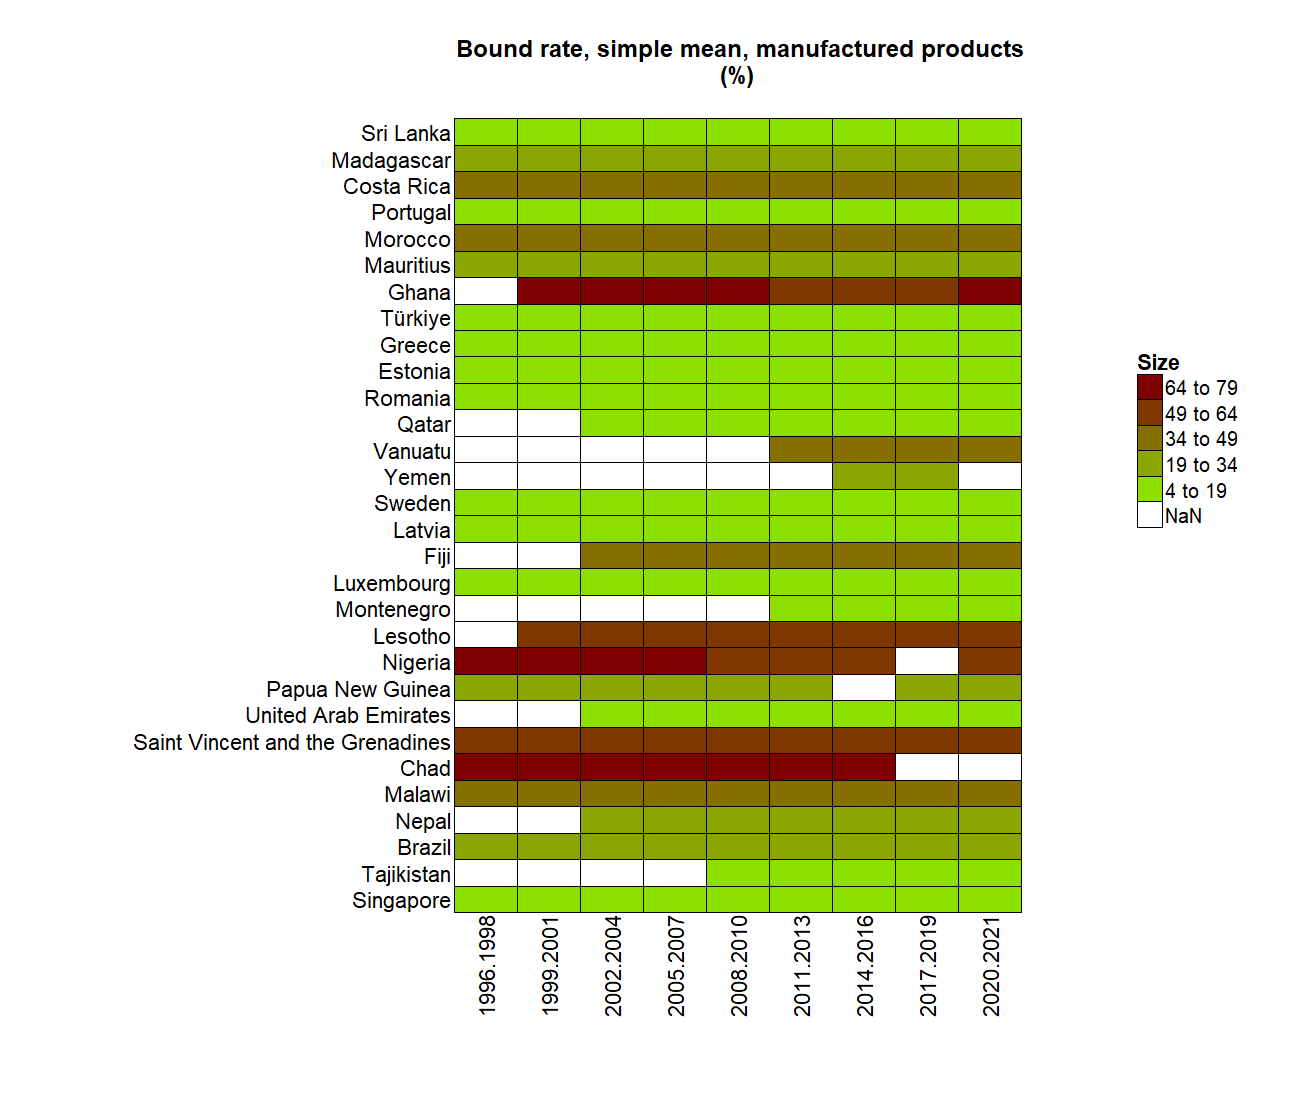 Bound rate, simple mean, manufactured products
(%)
Sri Lanka
Madagascar
Costa Rica
Portugal
Morocco
Mauritius
Ghana
Türkiye
Greece
Estonia
Romania
Qatar
Vanuatu
Yemen
Sweden
Latvia
Fiji
Luxembourg
Montenegro
Lesotho
Nigeria
Papua New Guinea
United Arab Emirates
Saint Vincent and the Grenadines
Chad
Malawi
Nepal
Brazil
Tajikistan
Singapore
1996.1998
1999.2001
2002.2004
2005.2007
2008.2010
2011.2013
2014.2016
2017.2019
2020.2021
Size
64 to 79
49 to 64
34 to 49
19 to 34
4 to 19
NaN